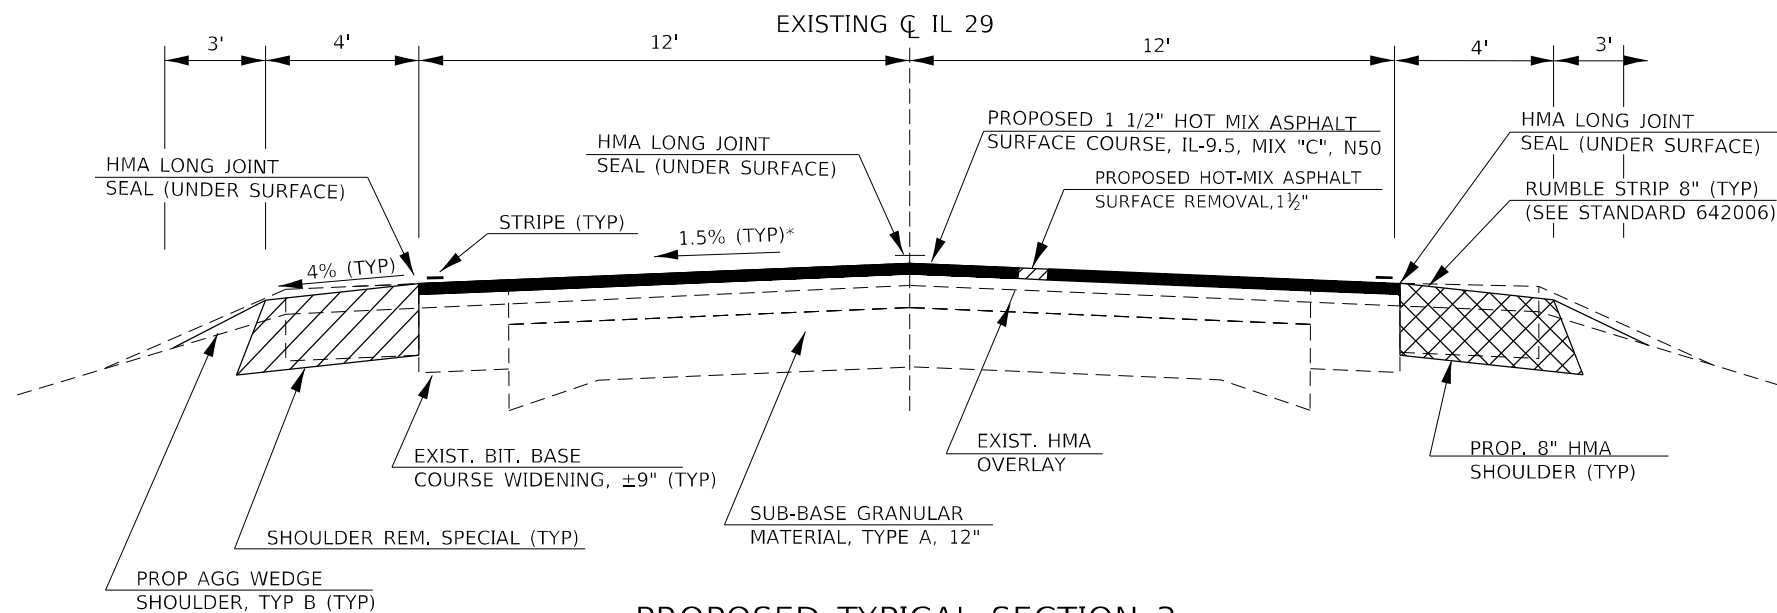 EXISTING ℄ IL 29
3'
4'
12'
12'
4'
3'
HMA LONG JOINT
SEAL (UNDER SURFACE)
HMA LONG JOINT
SEAL (UNDER SURFACE)
PROPOSED 1 1/2" HOT MIX ASPHALT
SURFACE COURSE, IL-9.5, MIX "C", N50
PROPOSED HOT-MIX ASPHALT
SURFACE REMOVAL,1½"
HMA LONG JOINT
SEAL (UNDER SURFACE)
RUMBLE STRIP 8" (TYP)
(SEE STANDARD 642006)
STRIPE (TYP)
1.5% (TYP)*
4% (TYP)
EXIST. BIT. BASE
COURSE WIDENING, ±9" (TYP)
EXIST. HMA
OVERLAY
PROP. 8" HMA
SHOULDER (TYP)
SUB-BASE GRANULAR
MATERIAL, TYPE A, 12"
SHOULDER REM. SPECIAL (TYP)
PROP AGG WEDGE
SHOULDER, TYP B (TYP)
PROPOSED TYPICAL SECTION 2